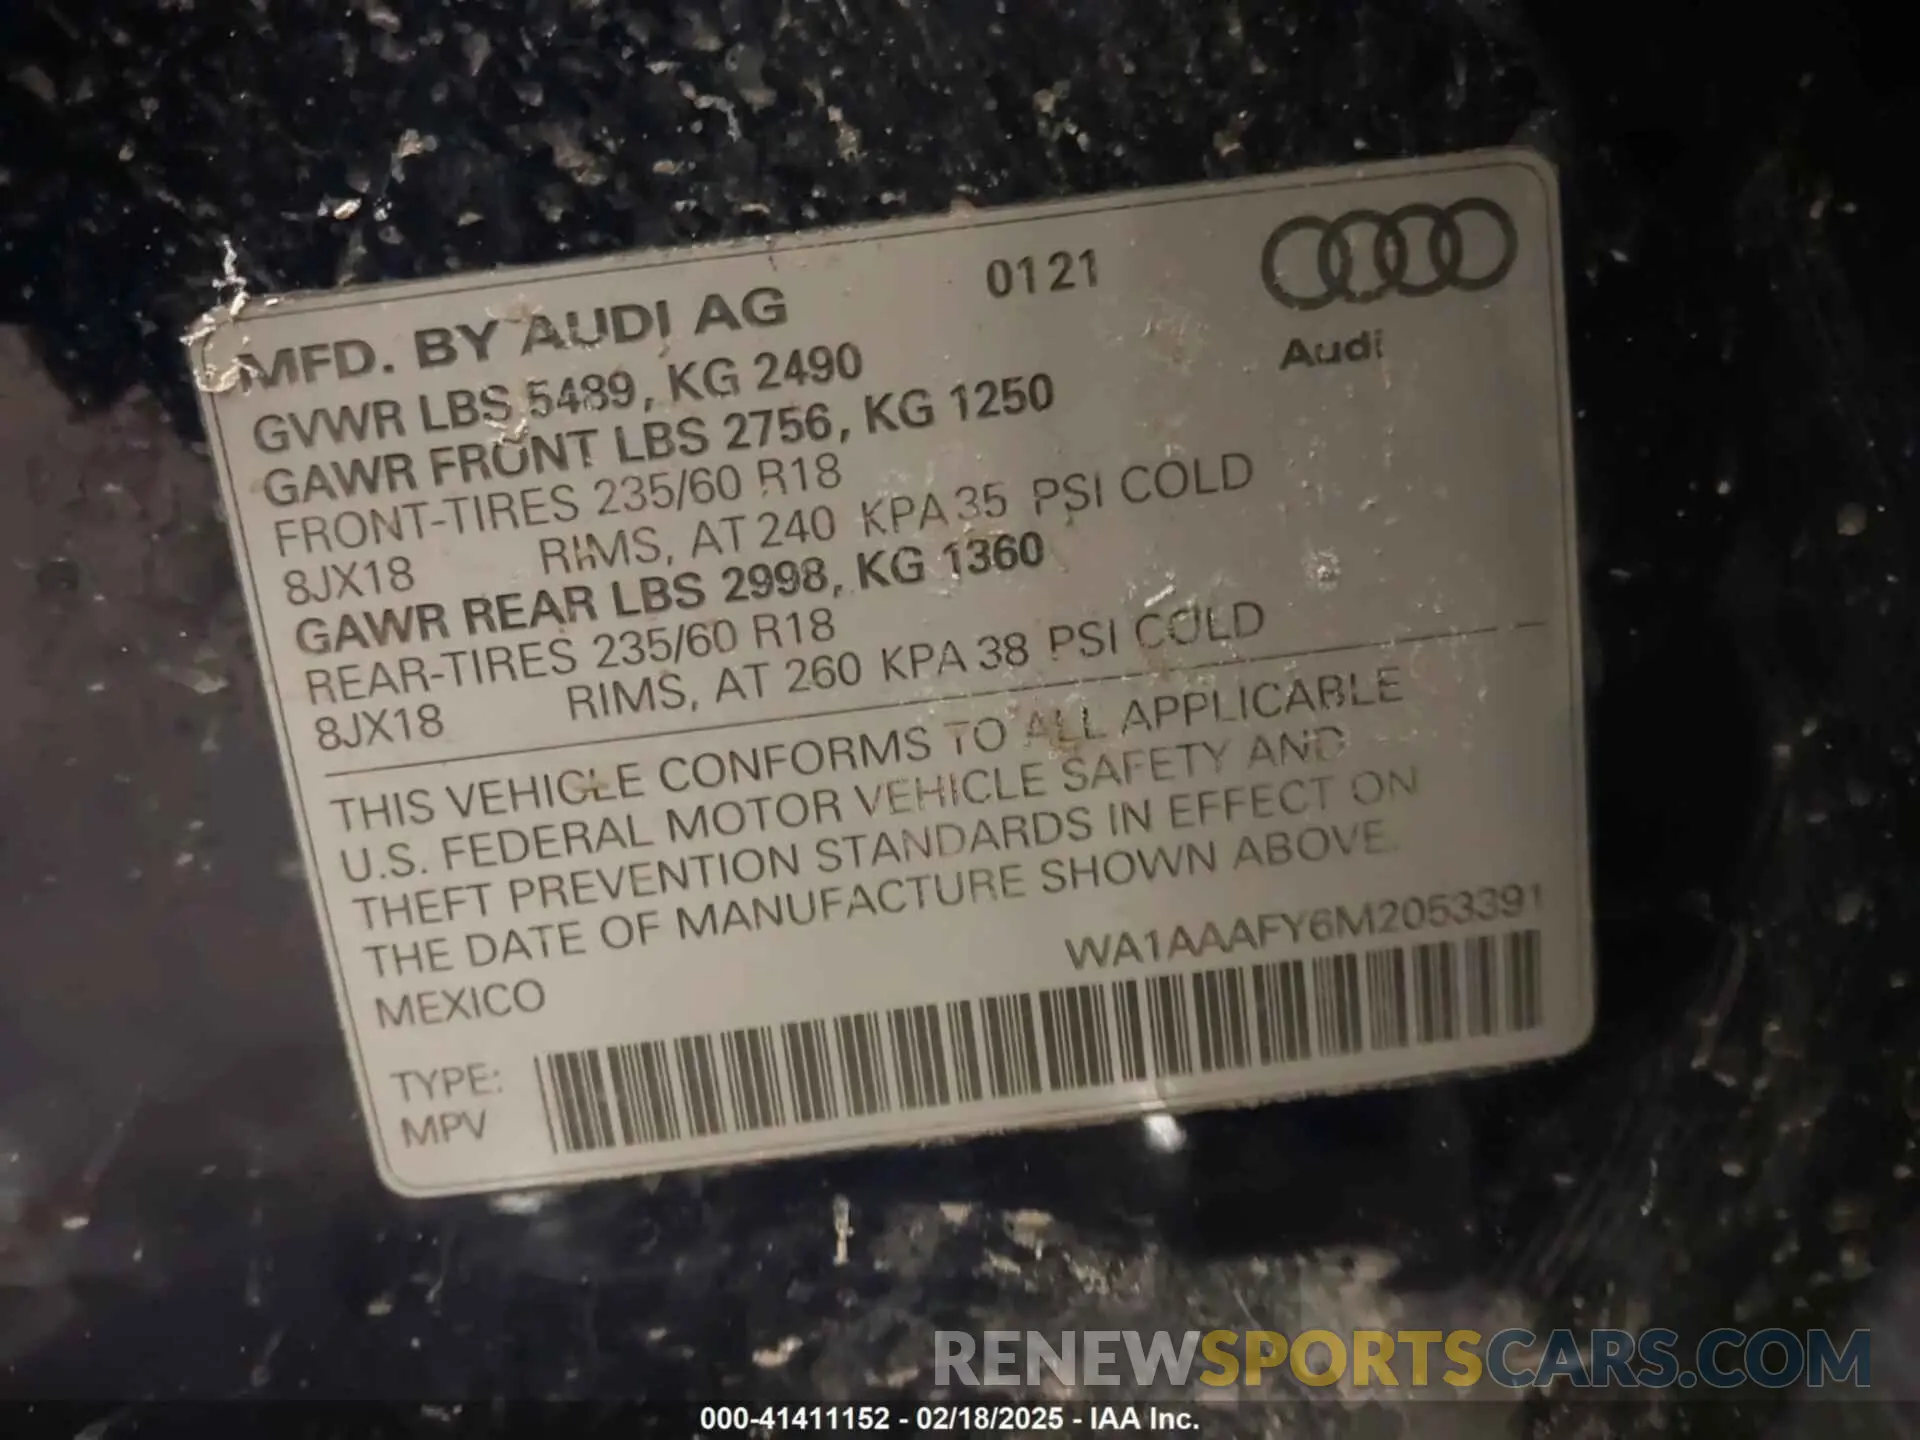 MFD. BY AUDI AG 0121
Audi
GVWR LBS 5489, KG 2490
GAWR FRONT LBS 2756, KG 1250
FRONT-TIRES 235/60 R18
8JX18 RIMS, AT 240 KPA 35 PSI COLD
GAWR REAR LBS 2998, KG 1360
REAR-TIRES 235/60 R18
8JX18 RIMS, AT 260 KPA 38 PSI COLD
THIS VEHICLE CONFORMS TO ALL APPLICABLE
U.S. FEDERAL MOTOR VEHICLE SAFETY AND
THEFT PREVENTION STANDARDS IN EFFECT ON
THE DATE OF MANUFACTURE SHOWN ABOVE.
MEXICO WA1AAAFY6M2053391
TYPE:
MPV
RENEWSPORTSCARS.COM
000-41411152 - 02/18/2025 - IAA Inc.